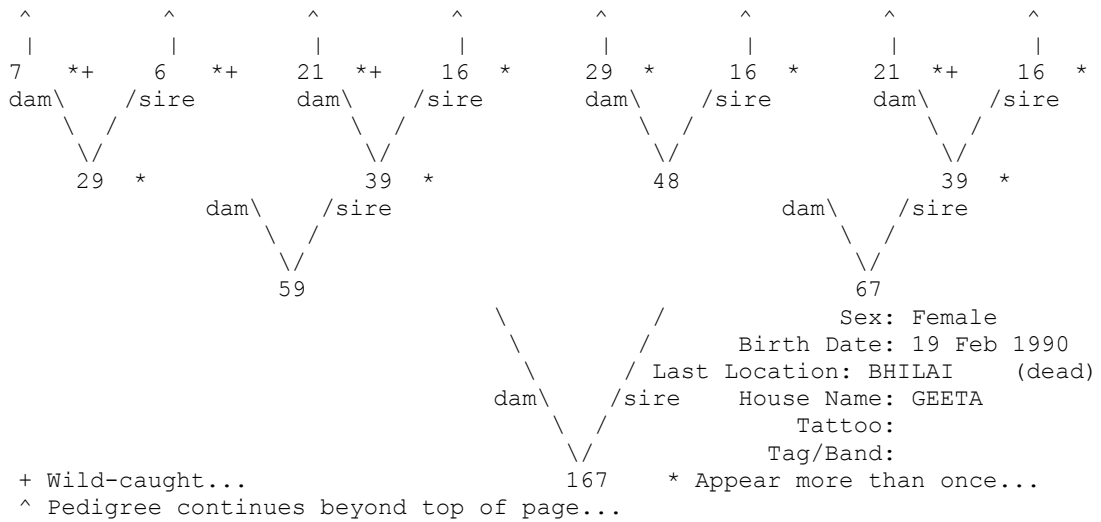 ^ ^ ^ ^ ^ ^ ^ ^
| | | | | | | |
7 *+ 6 *+ 21 *+ 16 * 29 * 16 * 21 *+ 16 *
dam\ /sire dam\ /sire dam\ /sire dam\ /sire
\ / \ / \ / \ /
\/ \/ \/ \/
29 * 39 * 48 39 *
dam\ /sire dam\ /sire
\ / \ /
\/ \/
59 67
\ / Sex: Female
\ / Birth Date: 19 Feb 1990
\ / Last Location: BHILAI (dead)
dam\ /sire House Name: GEETA
\ / Tattoo:
\/ Tag/Band:
+ Wild-caught... 167 * Appear more than once...
^ Pedigree continues beyond top of page...